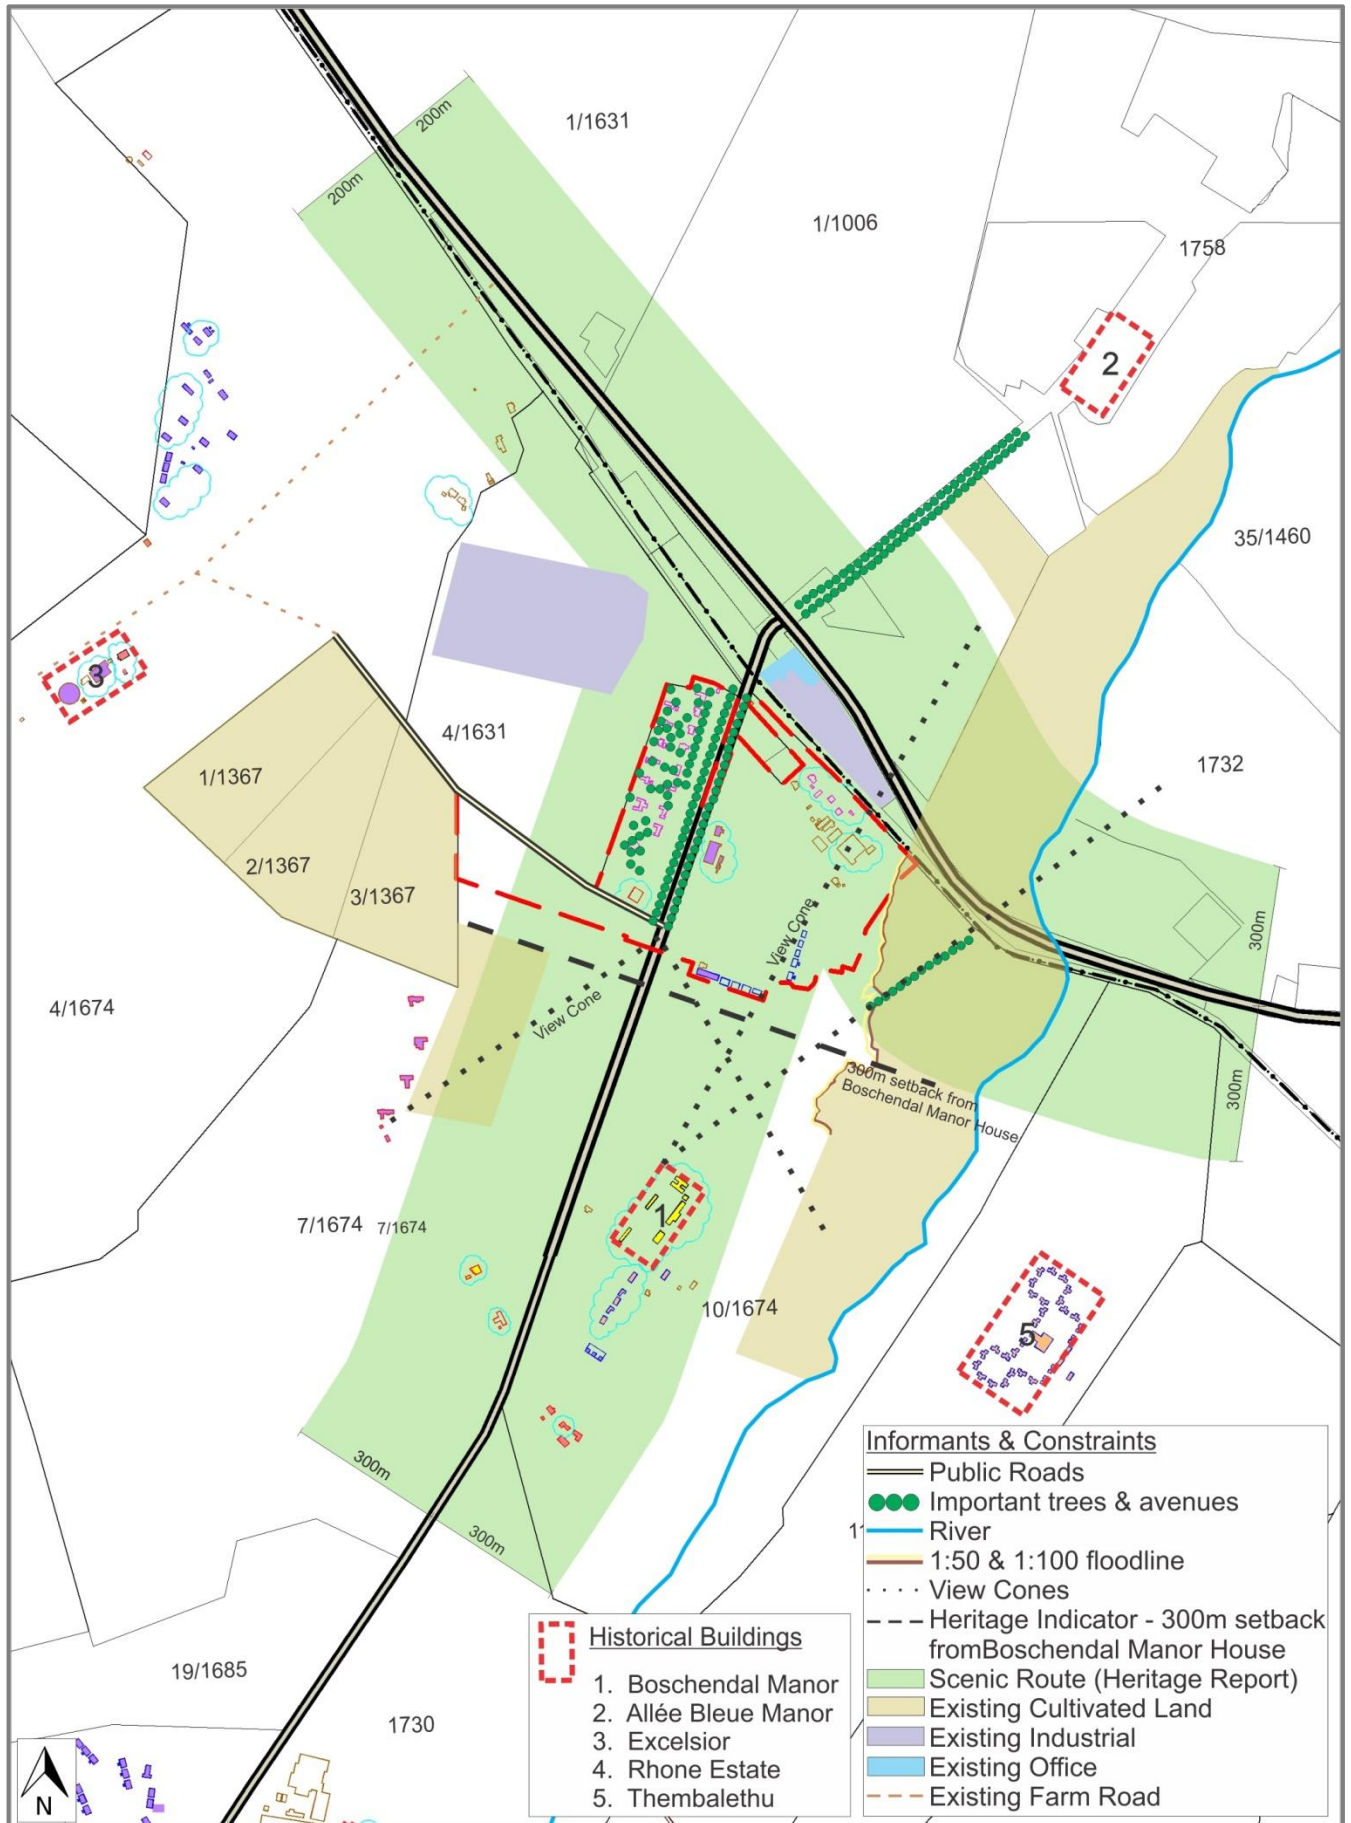 200m
200m
1/1631
1/1006
1758
2
35/1460
3
4/1631
1/1367
2/1367
3/1367
1732
View Cone
View Cone
300m
4/1674
300m setback from
Boschendal Manor House
300m
7/1674
7/1674
1
10/1674
5
300m
300m
19/1685
1730
N
Historical Buildings
1. Boschendal Manor
2. Allée Bleue Manor
3. Excelsior
4. Rhone Estate
5. Thembalethu
Informants & Constraints
Public Roads
Important trees & avenues
River
1:50 & 1:100 floodline
View Cones
Heritage Indicator - 300m setback
fromBoschendal Manor House
Scenic Route (Heritage Report)
Existing Cultivated Land
Existing Industrial
Existing Office
Existing Farm Road